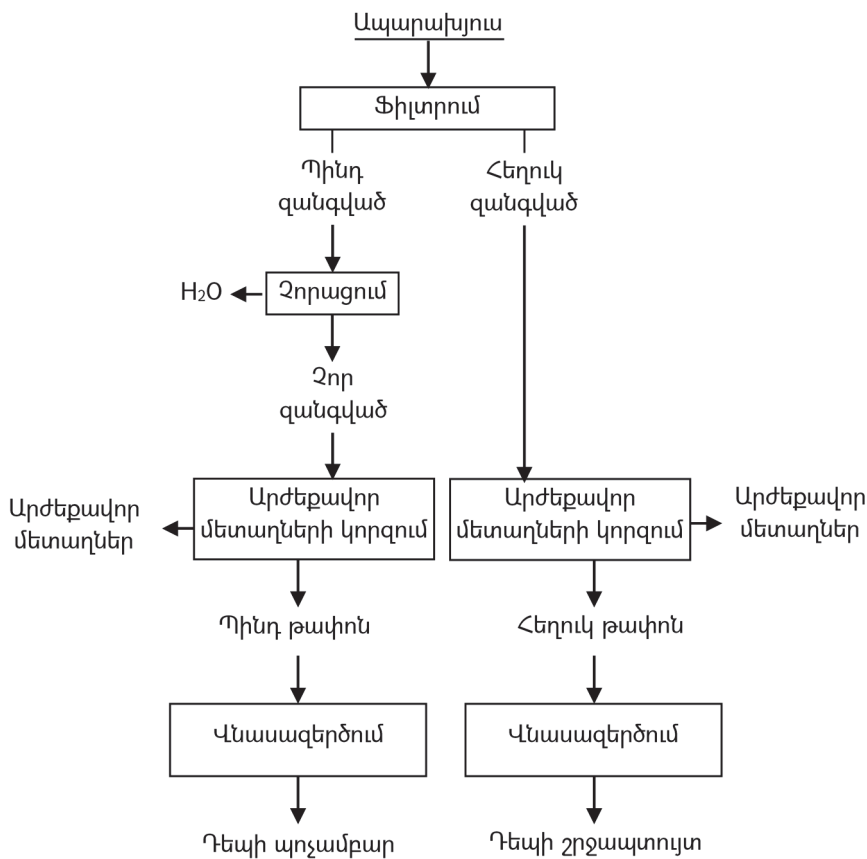 Ապարախյուս
Ֆիլտրում
Պինդ
զանգված
Հեղուկ
զանգված
H₂O
Չորացում
Չոր
զանգված
Արժեքավոր
մետաղներ
Արժեքավոր
մետաղների կորզում
Արժեքավոր
մետաղների կորզում
Արժեքավոր
մետաղներ
Պինդ թափոն
Հեղուկ թափոն
Վնասազերծում
Վնասազերծում
Դեպի պոչամբար
Դեպի շրջապտույտ